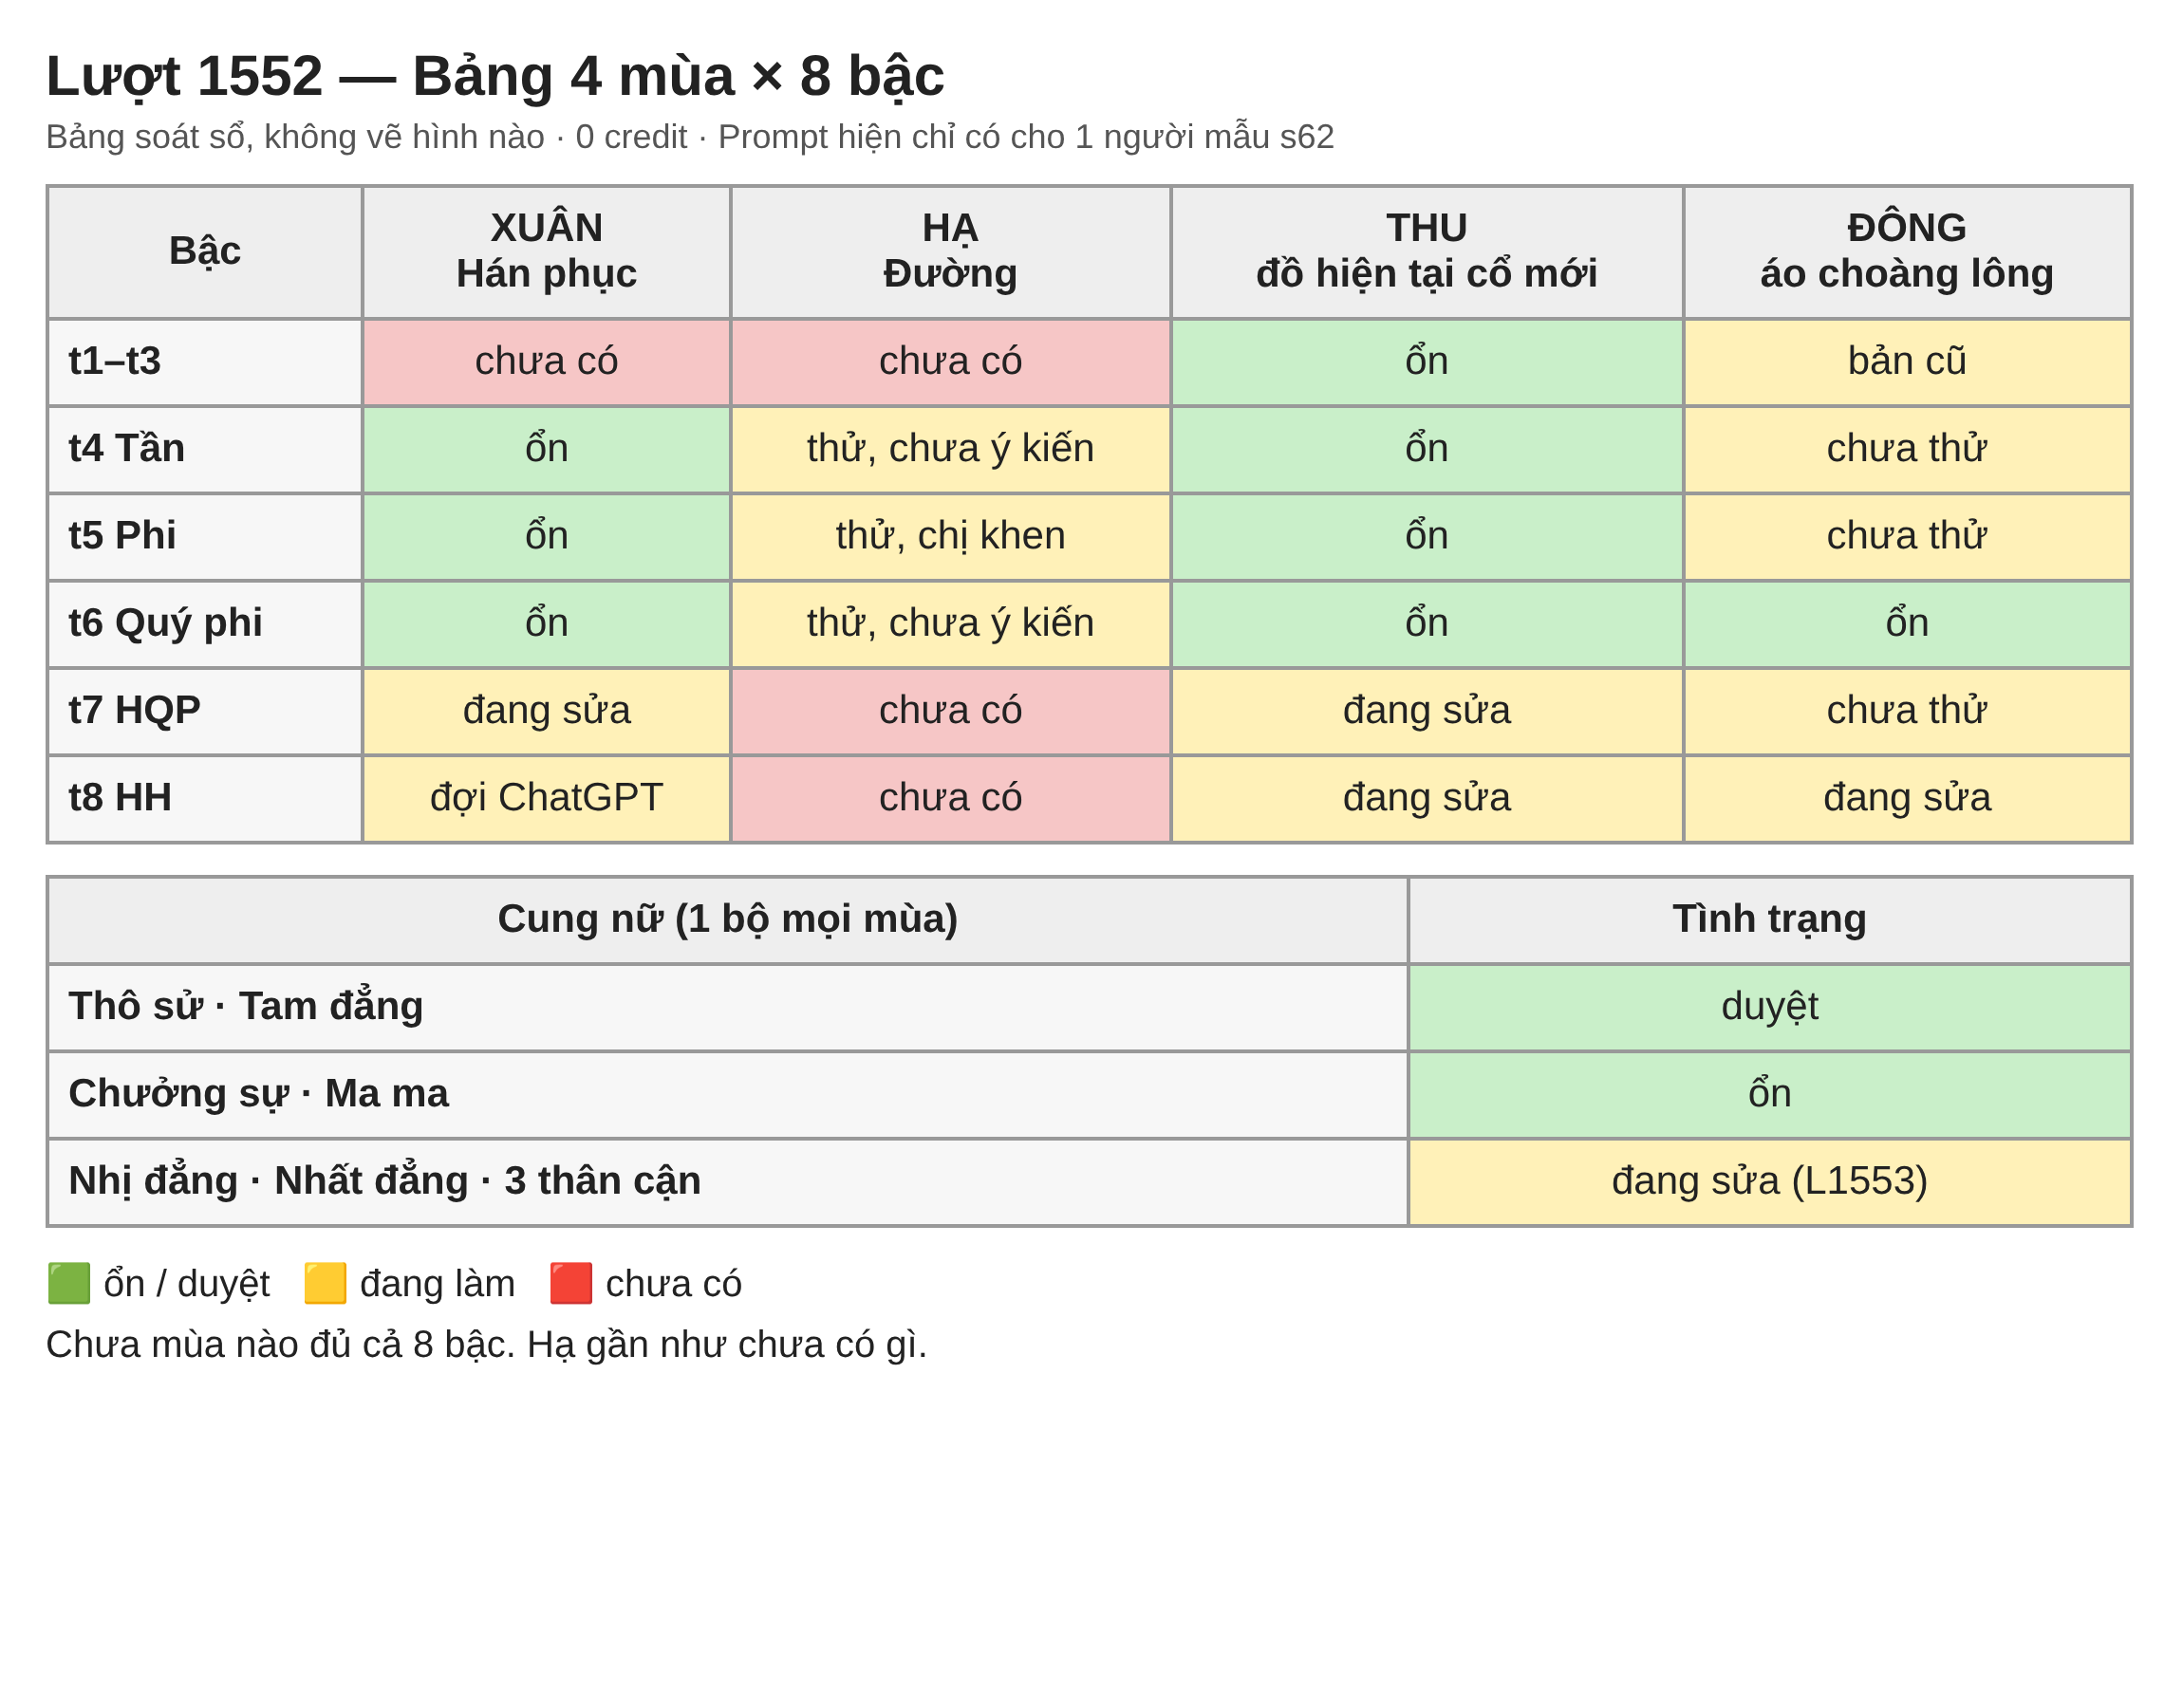 Lượt 1552 — Bảng 4 mùa × 8 bậc
Bảng soát sổ, không vẽ hình nào · 0 credit · Prompt hiện chỉ có cho 1 người mẫu s62
Bậc
XUÂN
Hán phục
HẠ
Đường
THU
đồ hiện tại cổ mới
ĐÔNG
áo choàng lông
t1–t3 chưa có chưa có ổn bản cũ
t4 Tần ổn thử, chưa ý kiến ổn chưa thử
t5 Phi ổn thử, chị khen ổn chưa thử
t6 Quý phi ổn thử, chưa ý kiến ổn ổn
t7 HQP đang sửa chưa có đang sửa chưa thử
t8 HH đợi ChatGPT chưa có đang sửa đang sửa
Cung nữ (1 bộ mọi mùa) Tình trạng
Thô sử · Tam đẳng duyệt
Chưởng sự · Ma ma ổn
Nhị đẳng · Nhất đẳng · 3 thân cận đang sửa (L1553)
🟩 ổn / duyệt 🟨 đang làm 🟥 chưa có
Chưa mùa nào đủ cả 8 bậc. Hạ gần như chưa có gì.